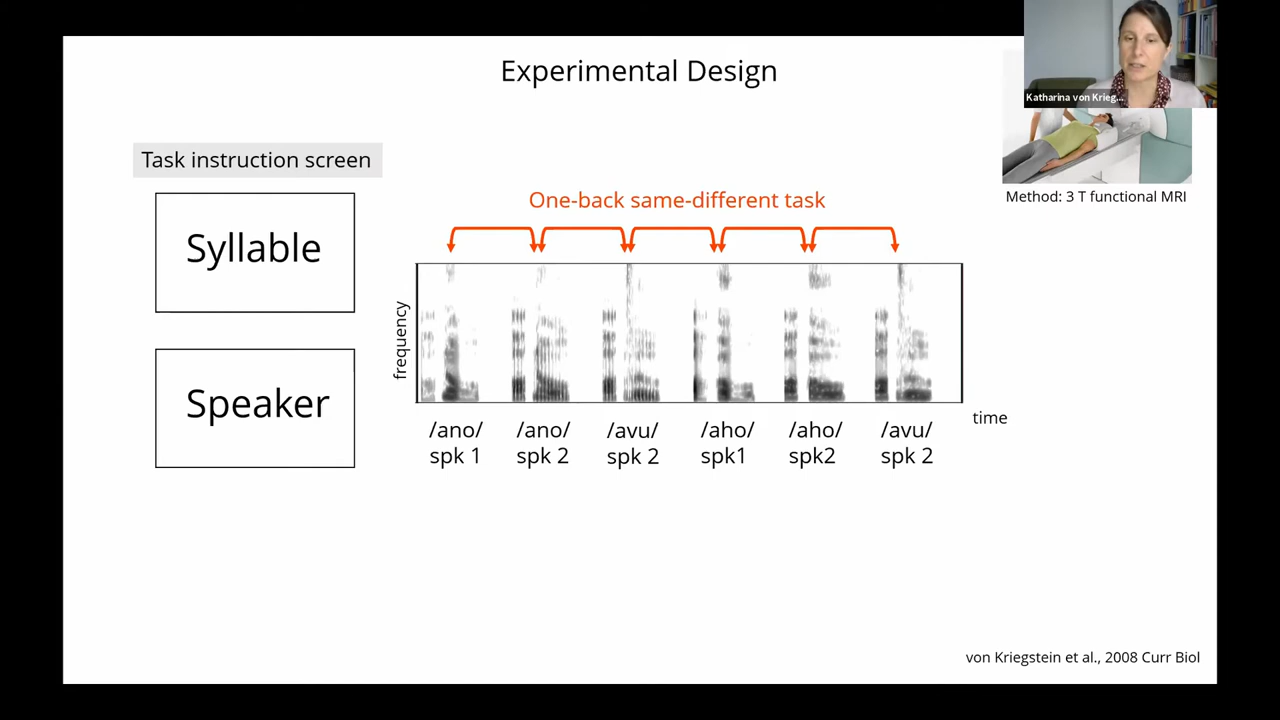 Experimental Design
Katharina von Krieg...
Task instruction screen
Syllable
Speaker
One-back same-different task
Method: 3 T functional MRI
frequency
time
/ano/ /ano/ /avu/ /aho/ /aho/ /avu/
spk 1 spk 2 spk 2 spk1 spk2 spk 2
von Kriegstein et al., 2008 Curr Biol